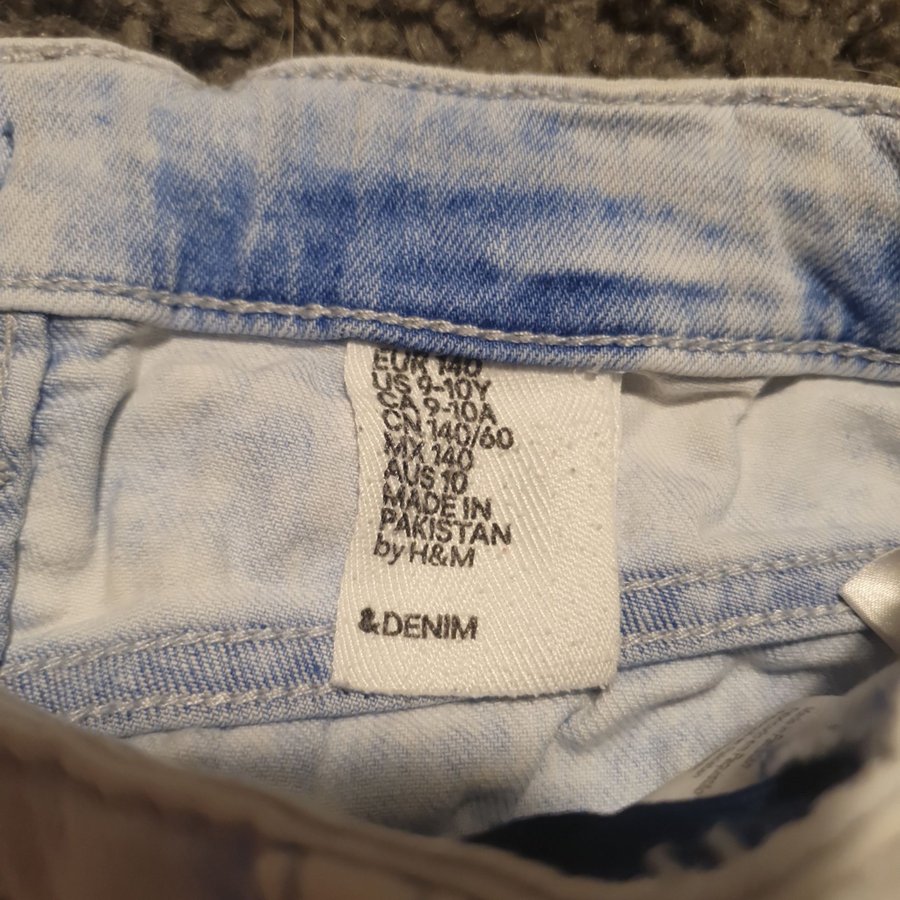 EUR 140
US 9-10Y
CA 9-10A
CN 140/60
MX 140
AUS 10
MADE IN
PAKISTAN
by H&M
&DENIM